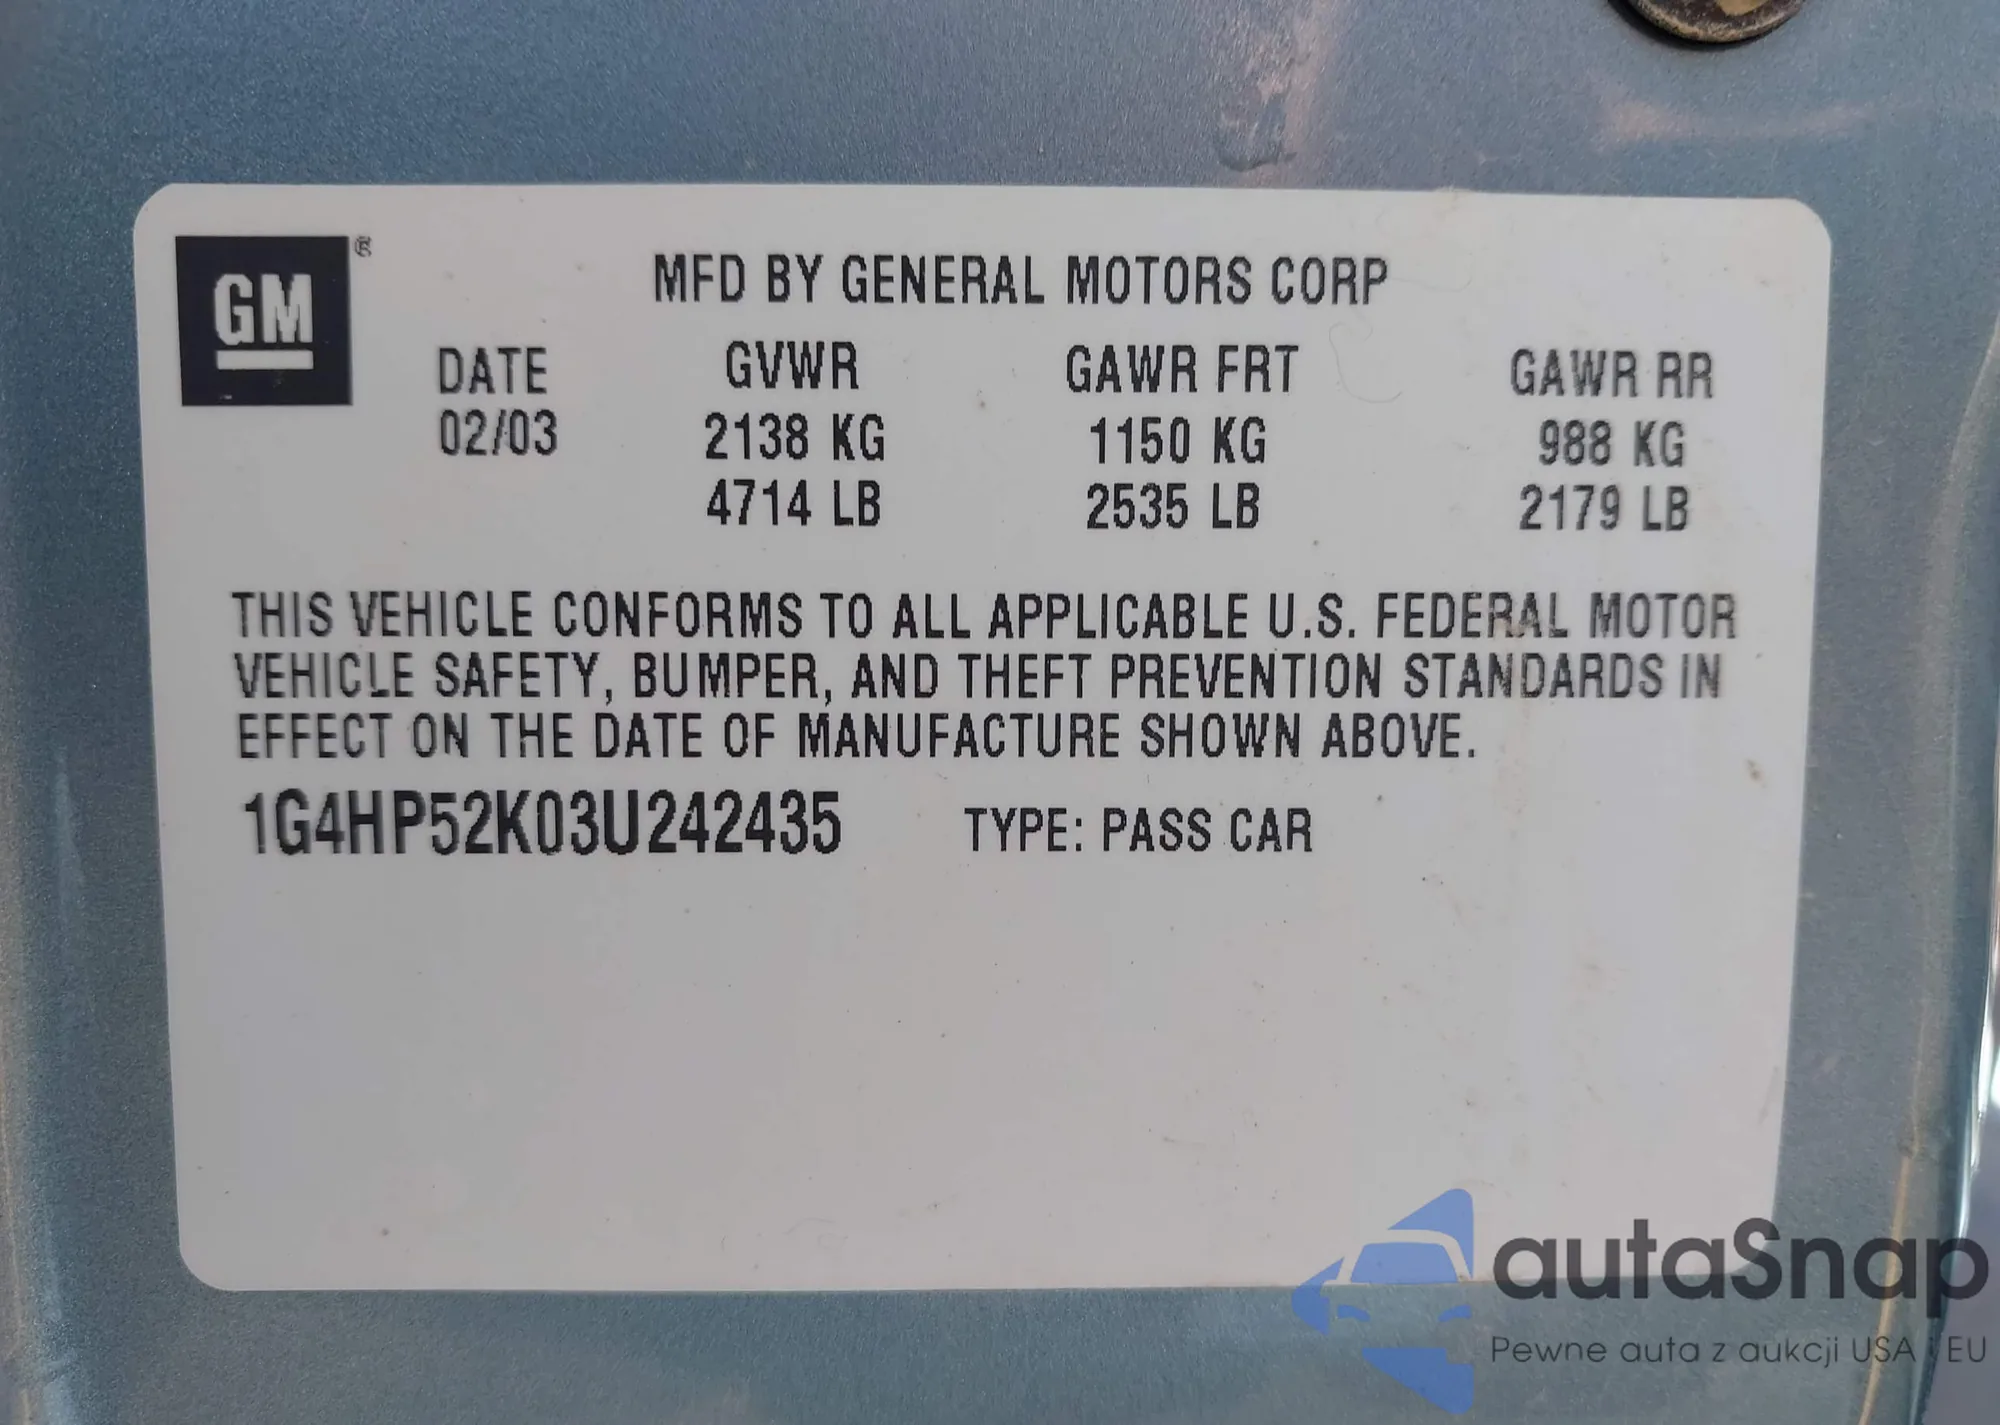 GM®
MFD BY GENERAL MOTORS CORP
DATE GVWR GAWR FRT GAWR RR
02/03 2138 KG 1150 KG 988 KG
4714 LB 2535 LB 2179 LB
THIS VEHICLE CONFORMS TO ALL APPLICABLE U.S. FEDERAL MOTOR
VEHICLE SAFETY, BUMPER, AND THEFT PREVENTION STANDARDS IN
EFFECT ON THE DATE OF MANUFACTURE SHOWN ABOVE.
1G4HP52K03U242435 TYPE: PASS CAR
autaSnap
Pewne auta z aukcji USA i EU